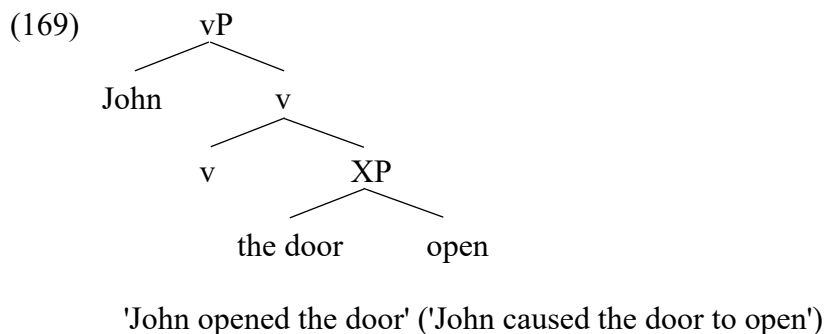 (169) vP
John v
v XP
the door open
'John opened the door' ('John caused the door to open')